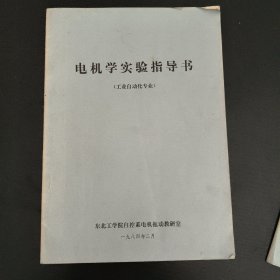 电机学实验指导书
（工业自动化专业）
东北工学院自控系电机拖动教研室
一九八四年二月